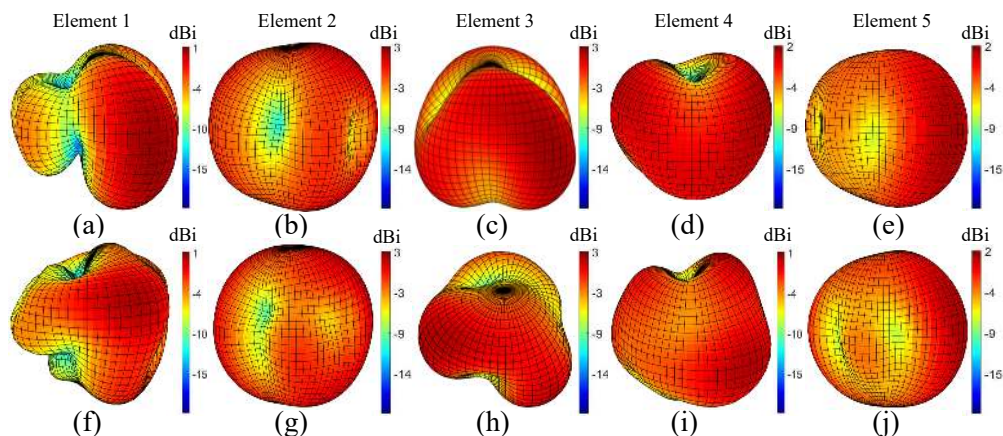 Element 1 Element 2 Element 3 Element 4 Element 5
dBi dBi dBi dBi dBi
1 3 3 2 2
-4 -3 -3 -4 -4
-10 -9 -9 -9 -9
-15 -14 -14 -15 -15
(a) (b) (c) (d) (e)
dBi dBi dBi dBi dBi
1 3 3 1 2
-4 -3 -3 -4 -4
-10 -9 -9 -10 -9
-15 -14 -14 -15 -15
(f) (g) (h) (i) (j)